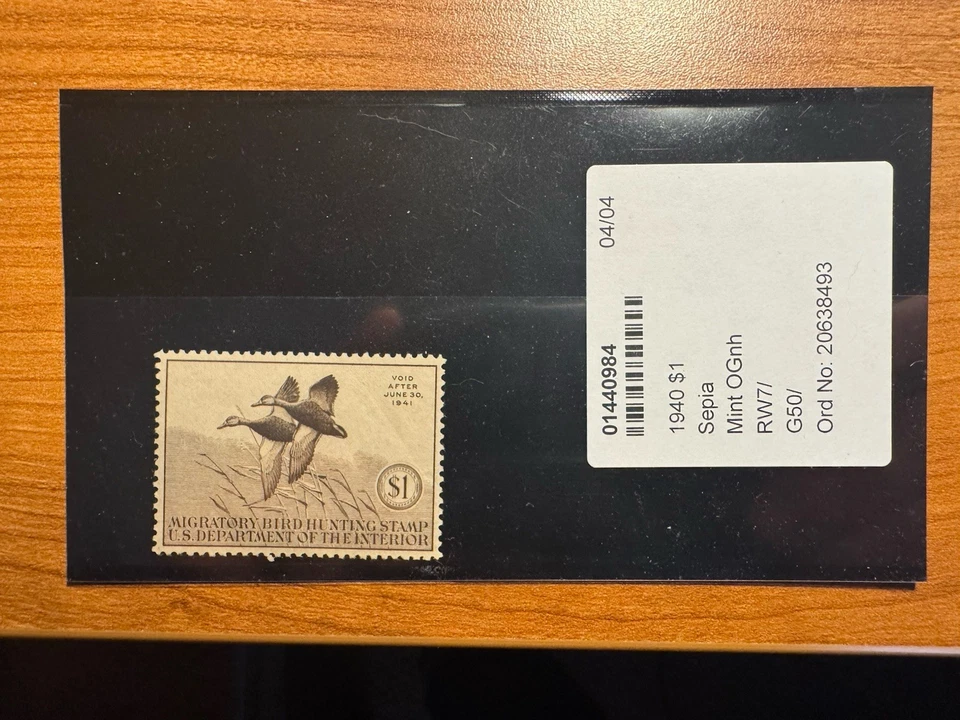 VOID
AFTER
JUNE 30,
1941
$1
MIGRATORY BIRD HUNTING STAMP
U.S. DEPARTMENT OF THE INTERIOR
01440984 04/04
1940 $1
Sepia
Mint OGnh
RW7/
G50/
Ord No: 20638493